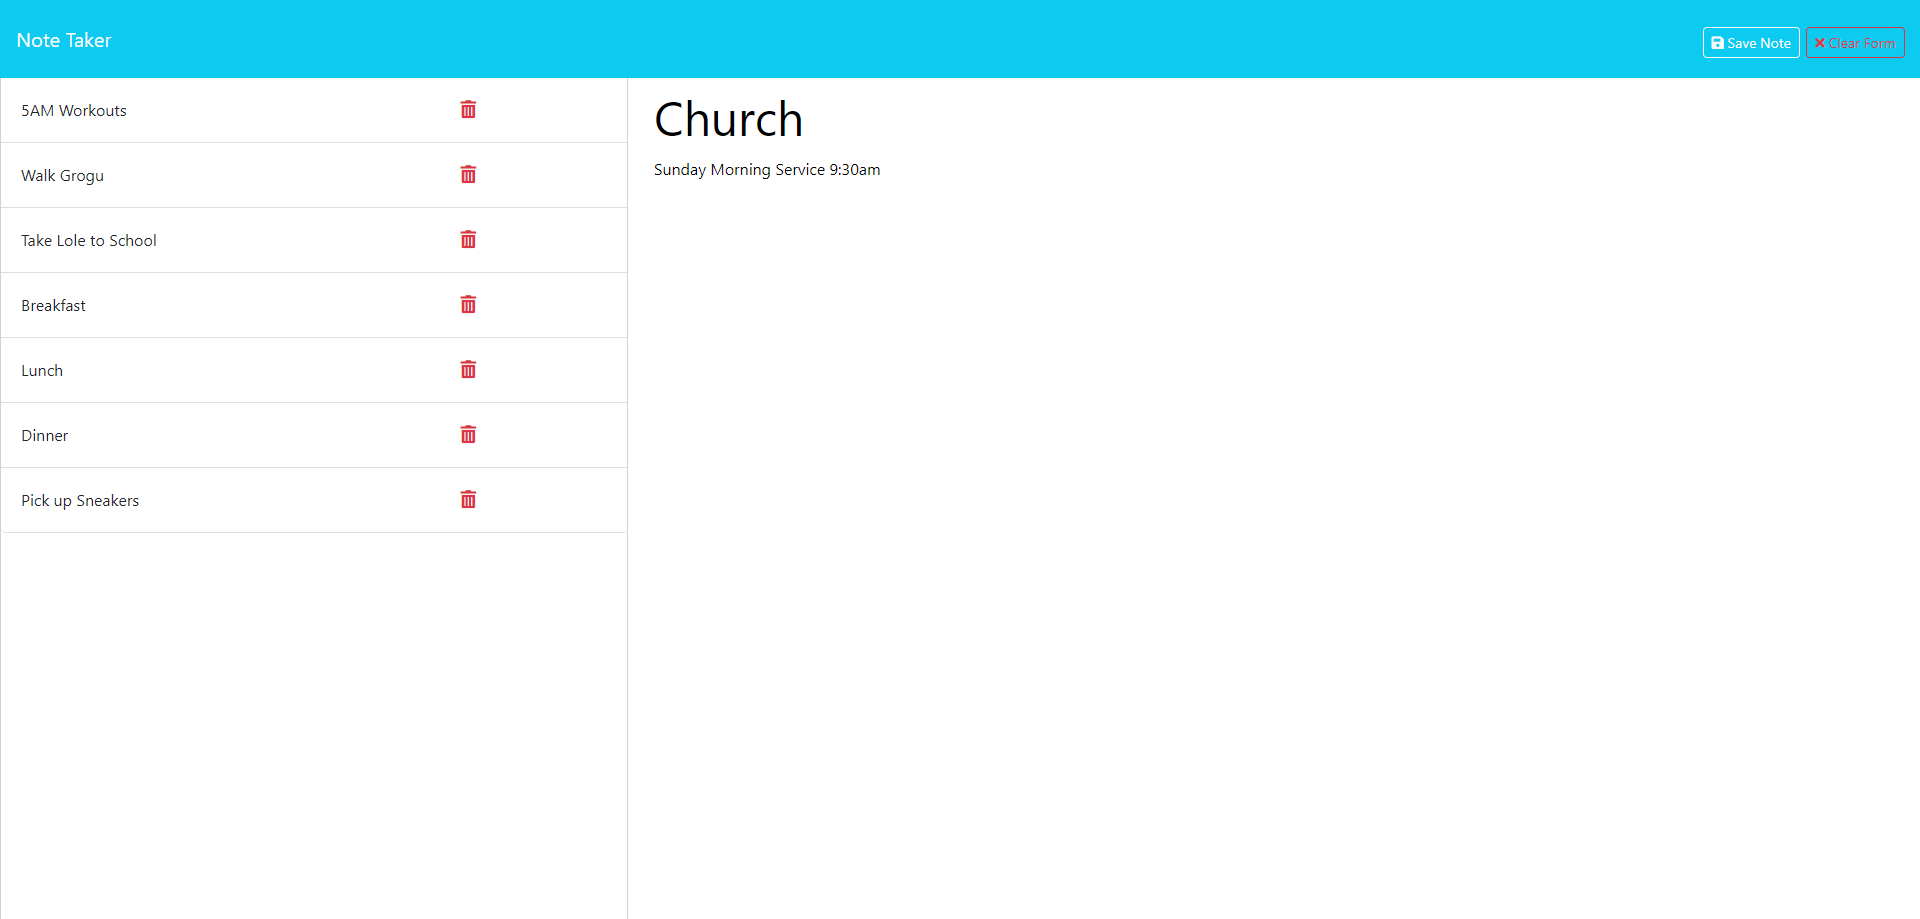 Note Taker
Save Note
Clear Form
5AM Workouts
Walk Grogu
Take Lole to School
Breakfast
Lunch
Dinner
Pick up Sneakers
Church
Sunday Morning Service 9:30am